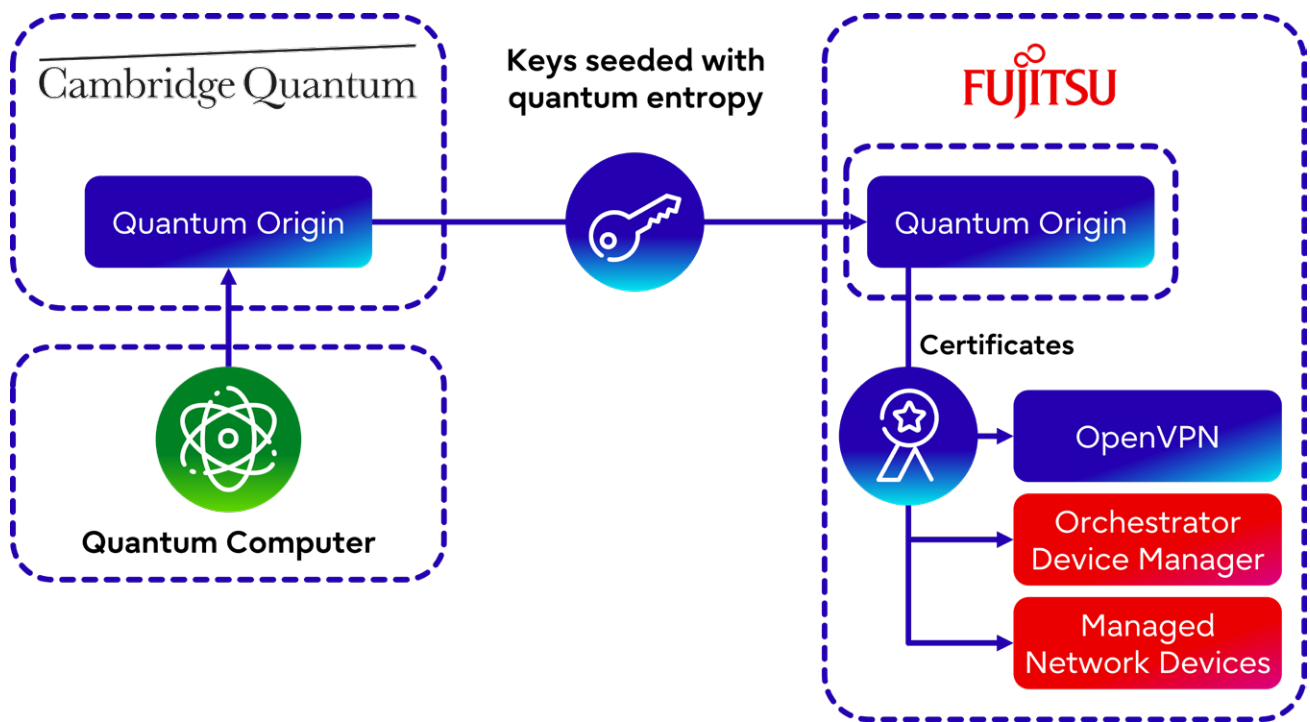 Cambridge Quantum
Keys seeded with
quantum entropy
FUJITSU
Quantum Origin
Quantum Origin
Certificates
OpenVPN
Quantum Computer
Orchestrator
Device Manager
Managed
Network Devices